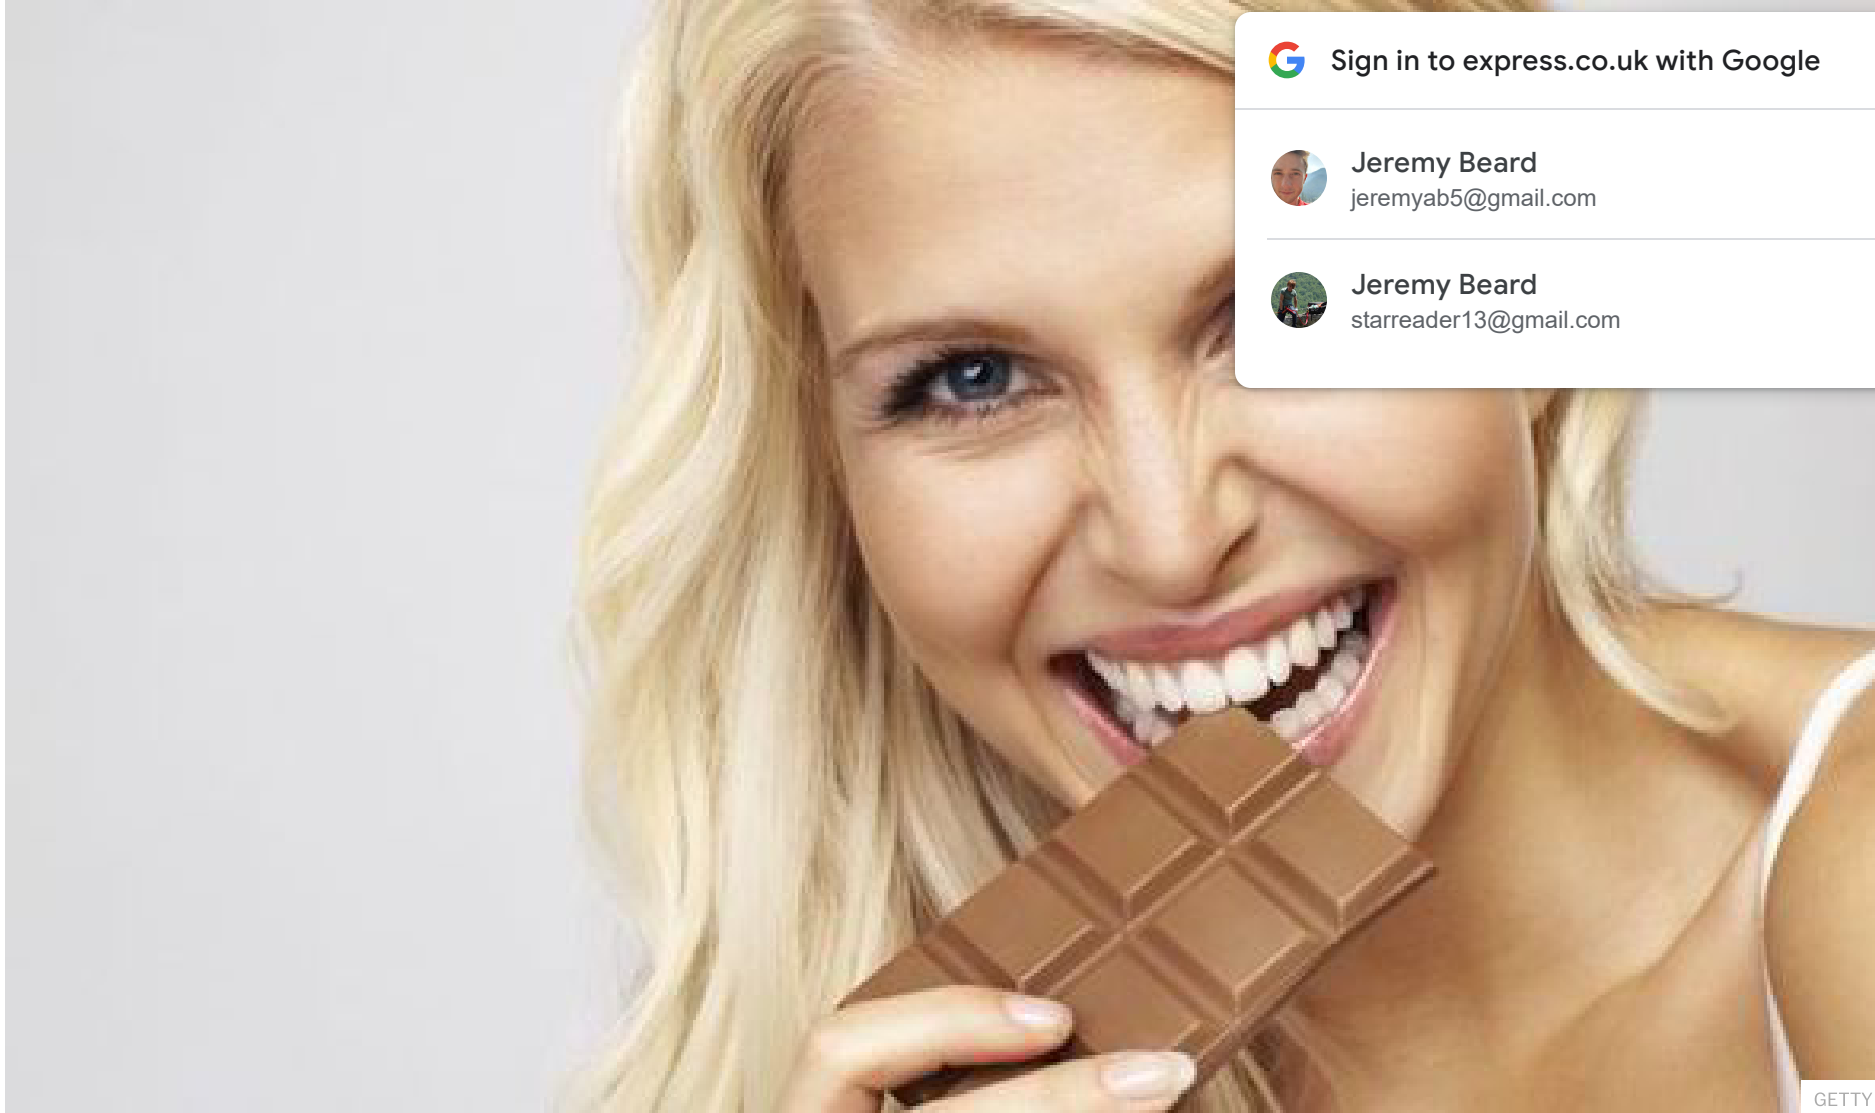 Sign in to express.co.uk with Google
Jeremy Beard
jeremyab5@gmail.com
Jeremy Beard
starreader13@gmail.com
GETTY